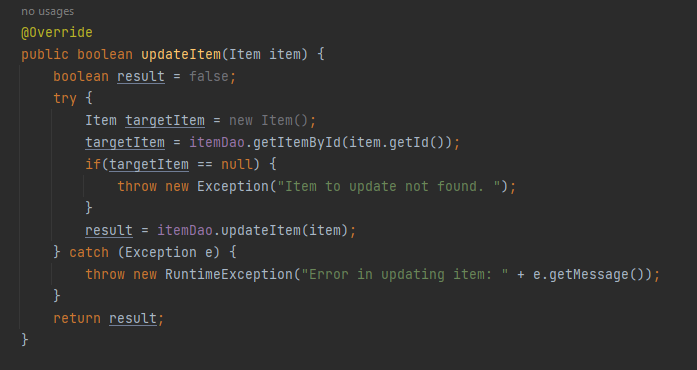 no usages
@Override
public boolean updateItem(Item item) {
    boolean result = false;
    try {
        Item targetItem = new Item();
        targetItem = itemDao.getItemById(item.getId());
        if(targetItem == null) {
            throw new Exception("Item to update not found. ");
        }
        result = itemDao.updateItem(item);
    } catch (Exception e) {
        throw new RuntimeException("Error in updating item: " + e.getMessage());
    }
    return result;
}